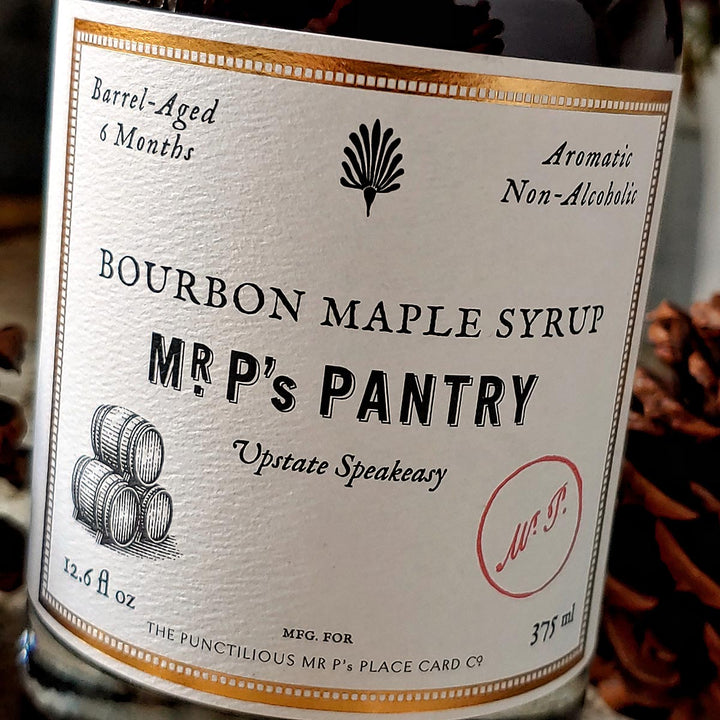 Barrel-Aged
6 Months
Aromatic
Non-Alcoholic
BOURBON MAPLE SYRUP
MR P's PANTRY
Upstate Speakeasy
Mr. P.
12.6 fl oz
375 ml
MFG. FOR
THE PUNCTILIOUS MR P's PLACE CARD Co